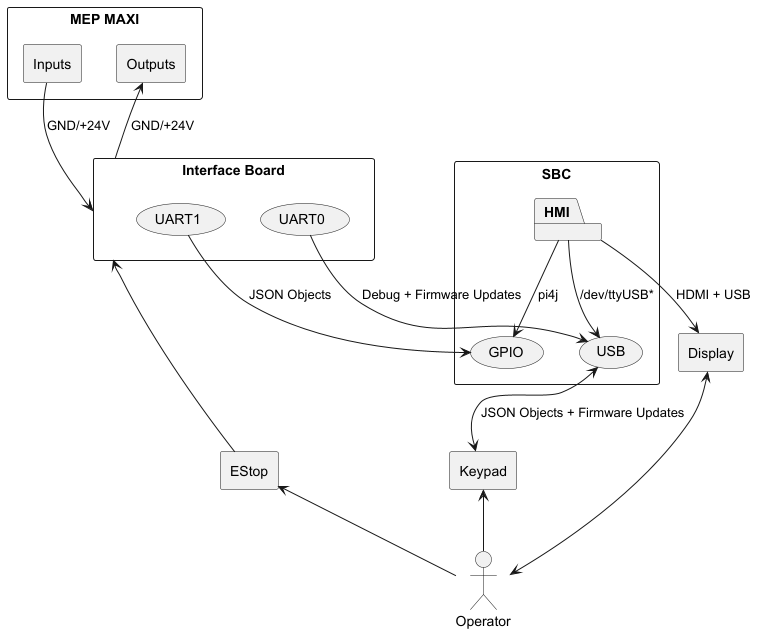 MEP MAXI
Inputs
Outputs
GND/+24V
GND/+24V
Interface Board
UART1
UART0
SBC
HMI
JSON Objects
Debug + Firmware Updates
pi4j
/dev/ttyUSB*
HDMI + USB
GPIO
USB
Display
JSON Objects + Firmware Updates
EStop
Keypad
Operator